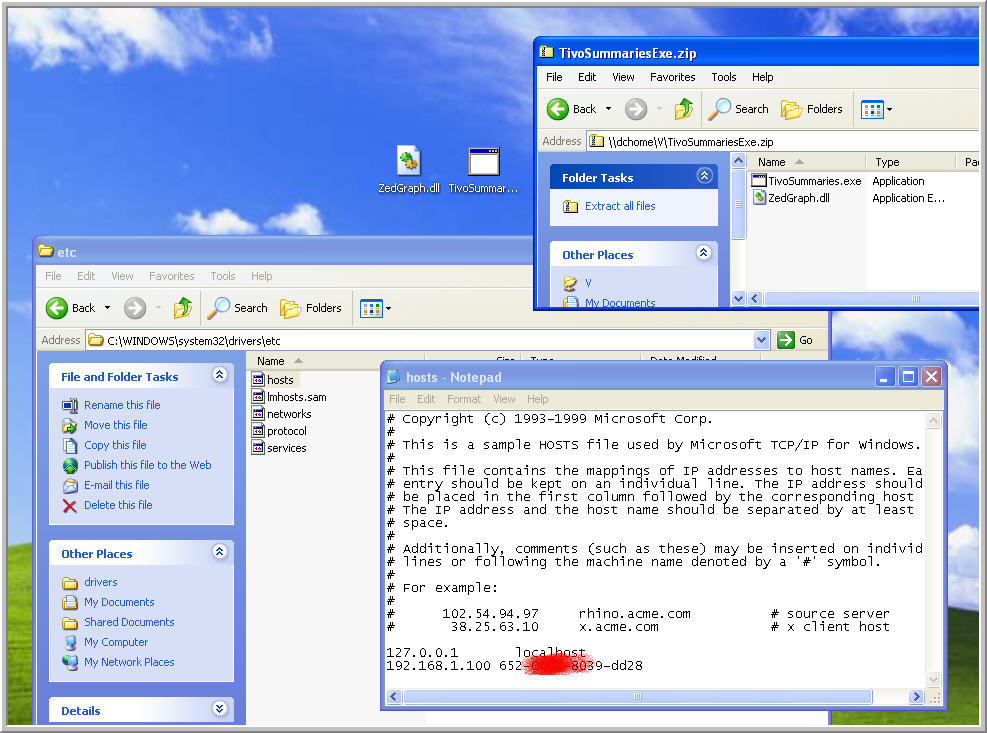 TivoSummariesExe.zip
File Edit View Favorites Tools Help
Back Search Folders
Address \\dchome\V\TivoSummariesExe.zip
Folder Tasks
Extract all files
Other Places
V
My Documents
Name Type Pac
TivoSummaries.exe Application
ZedGraph.dll Application E...
ZedGraph.dll TivoSummar...
etc
File Edit View Favorites Tools Help
Back Search Folders
Address C:\WINDOWS\system32\drivers\etc Go
File and Folder Tasks
Rename this file
Move this file
Copy this file
Publish this file to the Web
E-mail this file
Delete this file
Other Places
drivers
My Documents
Shared Documents
My Computer
My Network Places
Details
Name Size Type Date Modified
hosts
lmhosts.sam
networks
protocol
services
hosts - Notepad
File Edit Format View Help
# Copyright (c) 1993-1999 Microsoft Corp.
#
# This is a sample HOSTS file used by Microsoft TCP/IP for Windows.
#
# This file contains the mappings of IP addresses to host names. Ea
# entry should be kept on an individual line. The IP address should
# be placed in the first column followed by the corresponding host
# The IP address and the host name should be separated by at least
# space.
#
# Additionally, comments (such as these) may be inserted on individ
# lines or following the machine name denoted by a '#' symbol.
#
# For example:
#
# 102.54.94.97 rhino.acme.com # source server
# 38.25.63.10 x.acme.com # x client host
127.0.0.1 localhost
192.168.1.100 652- 8039-dd28